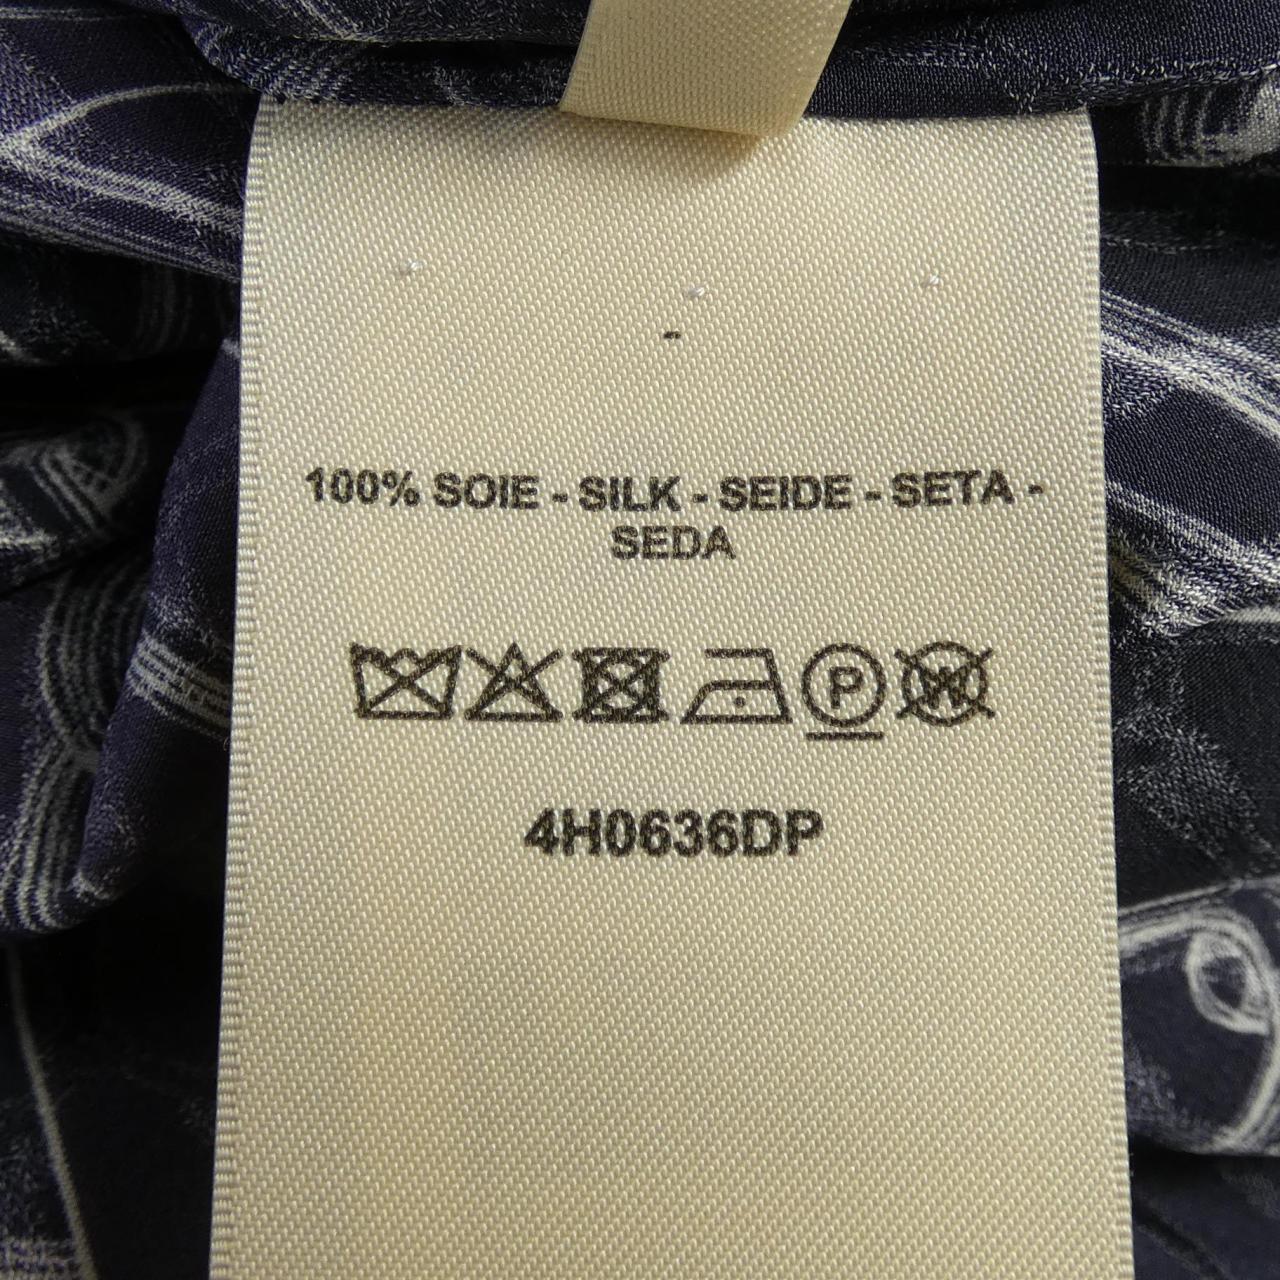 -
100% SOIE - SILK - SEIDE - SETA -
SEDA
P W
4H0636DP